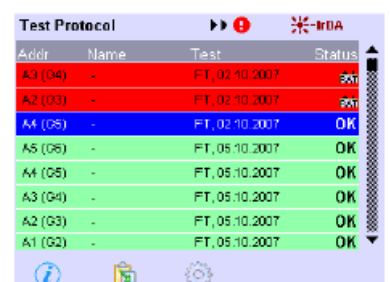 Test Protocol IrDA
Addr Name Test Status
A3 (G4) - FT, 02.10.2007
A2 (G3) - FT, 02.10.2007
A4 (G5) - FT, 02.10.2007 OK
A5 (G6) - FT, 05.10.2007 OK
A4 (G5) - FT, 05.10.2007 OK
A3 (G4) - FT, 05.10.2007 OK
A2 (G3) - FT, 05.10.2007 OK
A1 (G2) - FT, 05.10.2007 OK